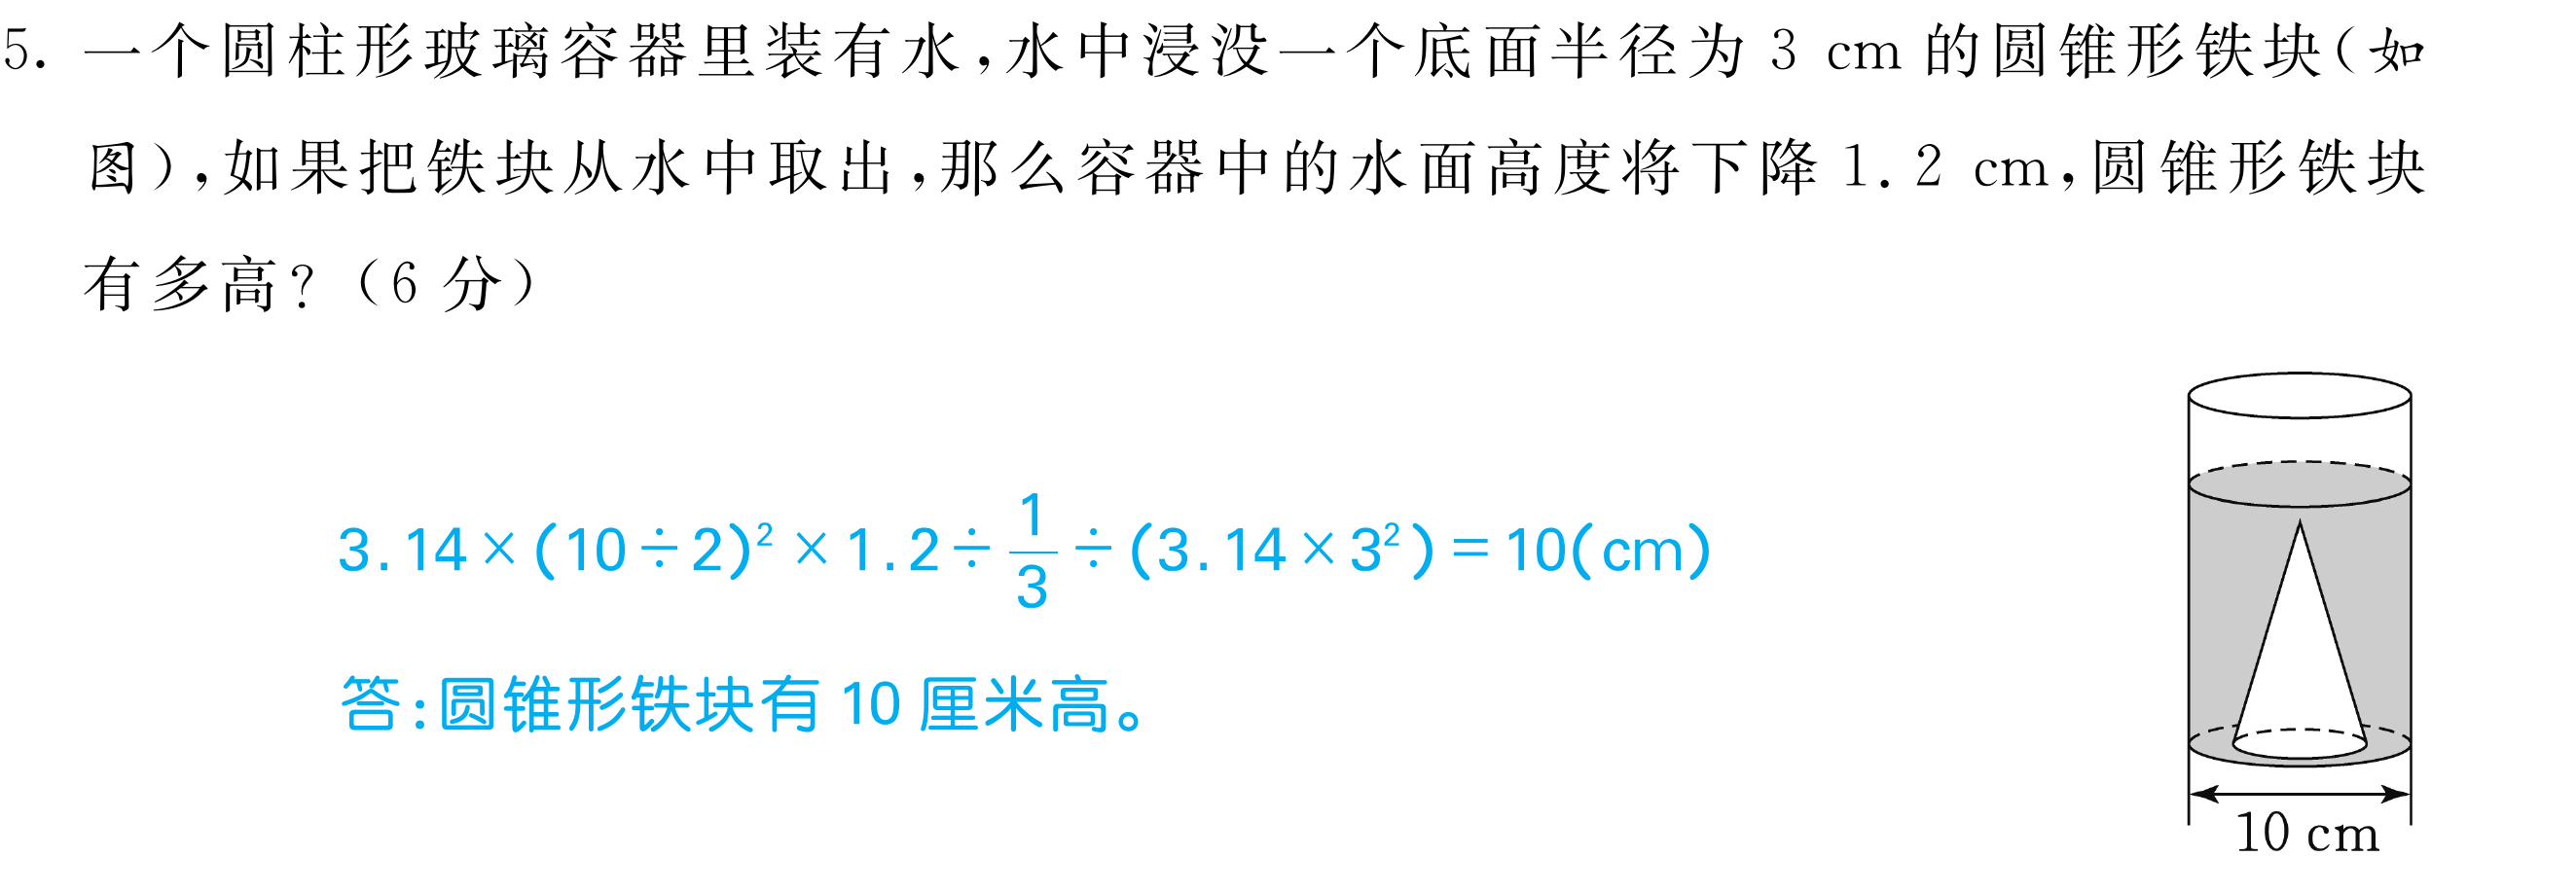 5. 一个圆柱形玻璃容器里装有水,水中浸没一个底面半径为 3 cm 的圆锥形铁块(如
图),如果把铁块从水中取出,那么容器中的水面高度将下降 1.2 cm,圆锥形铁块
有多高?(6 分)
3.14×(10÷2)²×1.2÷1/3÷(3.14×3²)=10(cm)
答:圆锥形铁块有 10 厘米高。
10 cm